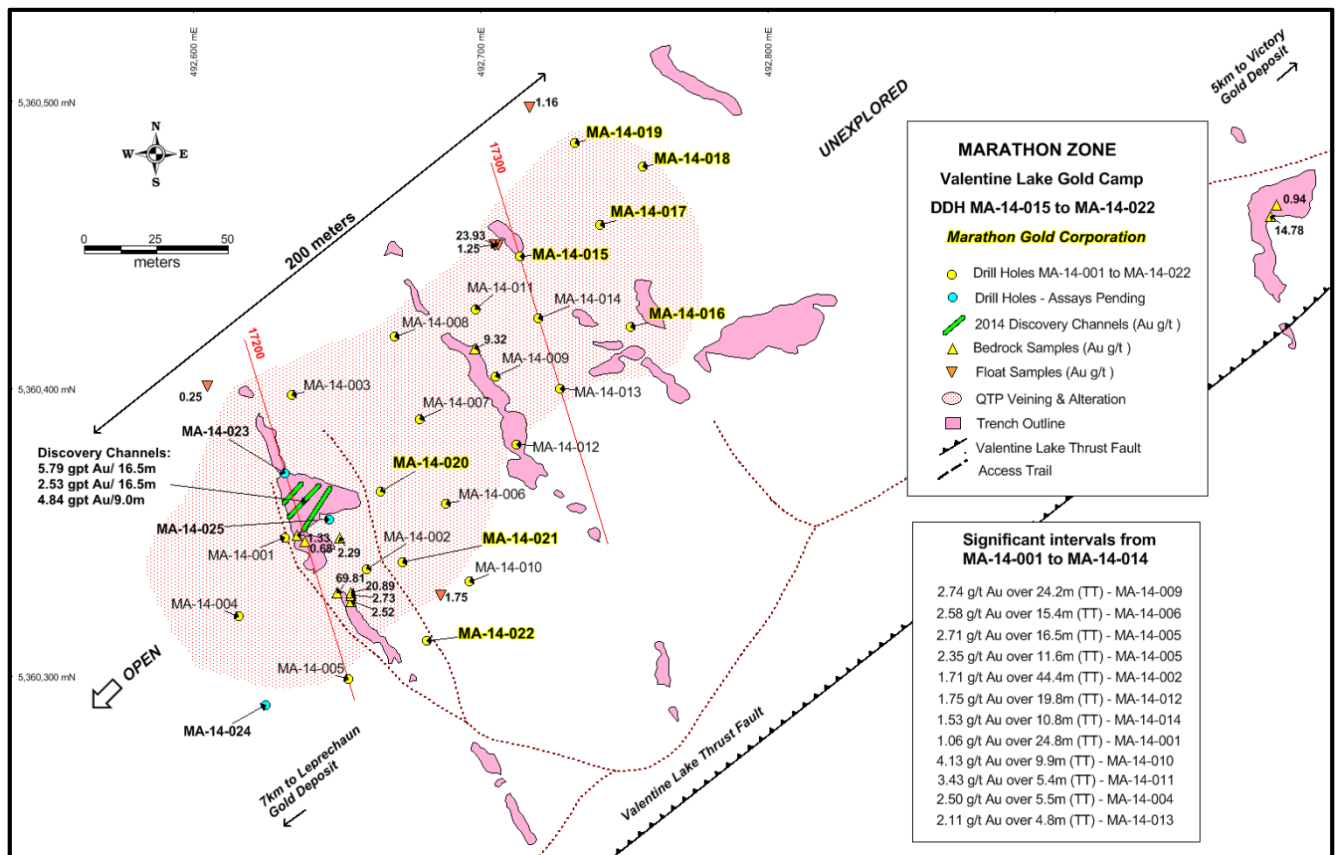 492,600 mE
492,700 mE
492,800 mE
5,360,500 mN
5,360,400 mN
5,360,300 mN
N
W E
S
0 25 50
meters
200 meters
1.16
MA-14-019
MA-14-018
17300
MA-14-017
23.93
1.25
MA-14-015
MA-14-011
MA-14-014
MA-14-016
MA-14-008
17200
9.32
MA-14-009
MA-14-003
0.25
MA-14-013
MA-14-007
MA-14-023
MA-14-012
Discovery Channels:
5.79 gpt Au/ 16.5m
2.53 gpt Au/ 16.5m
4.84 gpt Au/9.0m
MA-14-020
MA-14-006
MA-14-025
MA-14-001
1.33
0.68
2.29
MA-14-002
MA-14-021
MA-14-010
69.81
20.89
2.73
2.52
1.75
MA-14-004
MA-14-022
MA-14-005
OPEN
MA-14-024
7km to Leprechaun
Gold Deposit
Valentine Lake Thrust Fault
Valentine Lake Thrust Fault
UNEXPLORED
5km to Victory
Gold Deposit
0.94
14.78
MARATHON ZONE
Valentine Lake Gold Camp
DDH MA-14-015 to MA-14-022
Marathon Gold Corporation
Drill Holes MA-14-001 to MA-14-022
Drill Holes - Assays Pending
2014 Discovery Channels (Au g/t )
Bedrock Samples (Au g/t )
Float Samples (Au g/t )
QTP Veining & Alteration
Trench Outline
Valentine Lake Thrust Fault
Access Trail
Significant intervals from
MA-14-001 to MA-14-014
2.74 g/t Au over 24.2m (TT) - MA-14-009
2.58 g/t Au over 15.4m (TT) - MA-14-006
2.71 g/t Au over 16.5m (TT) - MA-14-005
2.35 g/t Au over 11.6m (TT) - MA-14-005
1.71 g/t Au over 44.4m (TT) - MA-14-002
1.75 g/t Au over 19.8m (TT) - MA-14-012
1.53 g/t Au over 10.8m (TT) - MA-14-014
1.06 g/t Au over 24.8m (TT) - MA-14-001
4.13 g/t Au over 9.9m (TT) - MA-14-010
3.43 g/t Au over 5.4m (TT) - MA-14-011
2.50 g/t Au over 5.5m (TT) - MA-14-004
2.11 g/t Au over 4.8m (TT) - MA-14-013